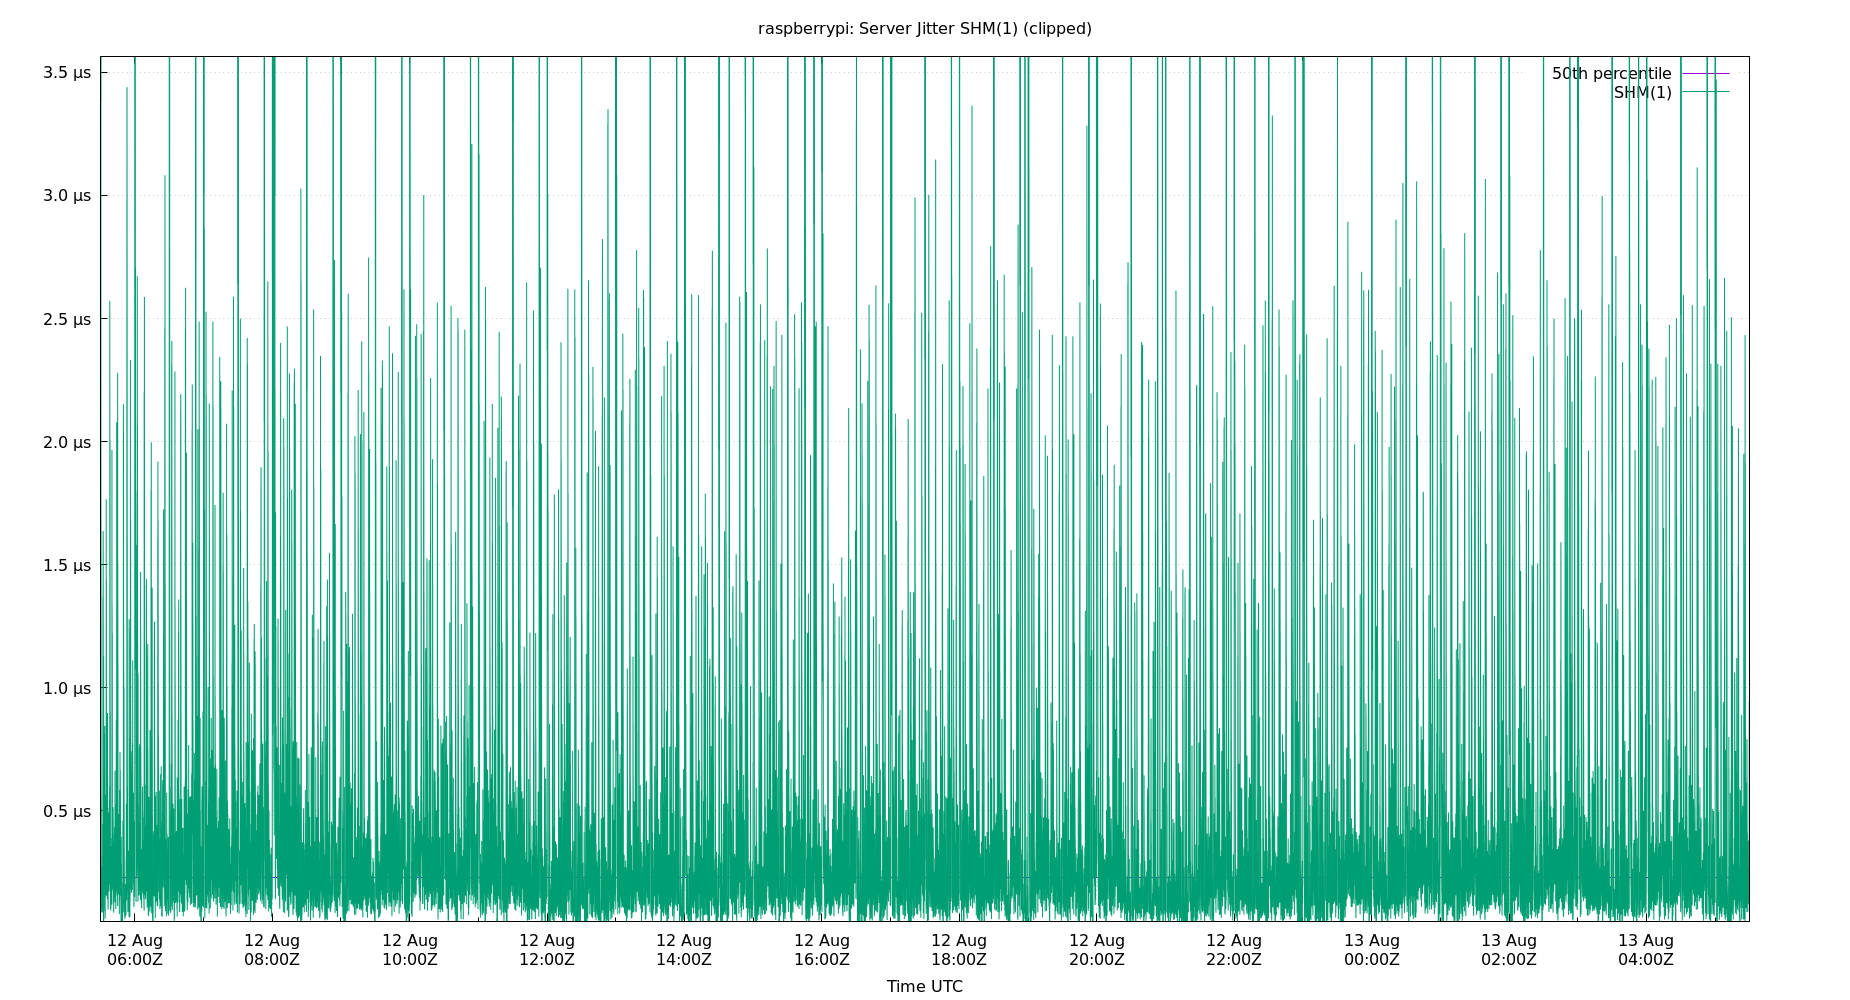 raspberrypi: Server Jitter SHM(1) (clipped)
50th percentile
SHM(1)
3.5 μs
3.0 μs
2.5 μs
2.0 μs
1.5 μs
1.0 μs
0.5 μs
12 Aug 12 Aug 12 Aug 12 Aug 12 Aug 12 Aug 12 Aug 12 Aug 12 Aug 13 Aug 13 Aug 13 Aug
06:00Z 08:00Z 10:00Z 12:00Z 14:00Z 16:00Z 18:00Z 20:00Z 22:00Z 00:00Z 02:00Z 04:00Z
Time UTC